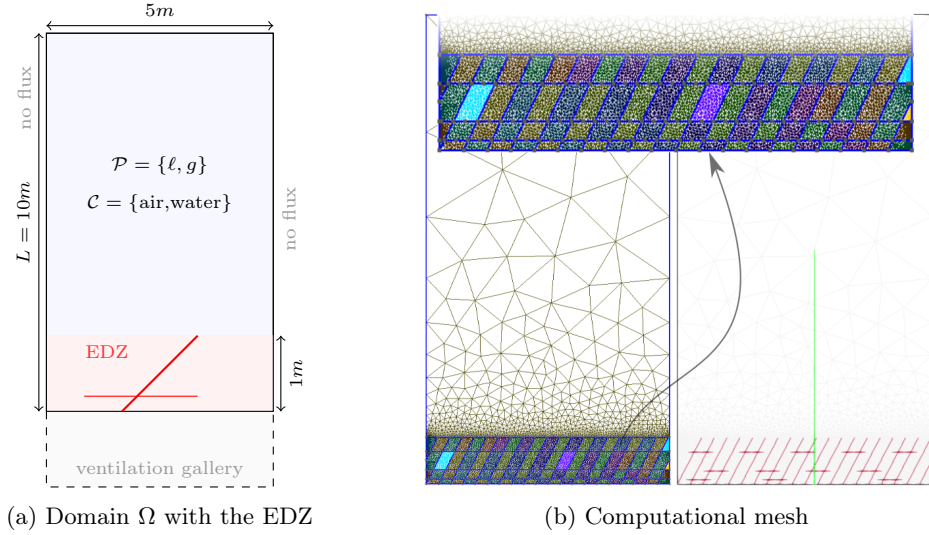 5m
no flux
𝒫 = {ℓ, g}
𝒞 = {air,water}
no flux
L = 10m
EDZ
1m
ventilation gallery
(a) Domain Ω with the EDZ
(b) Computational mesh